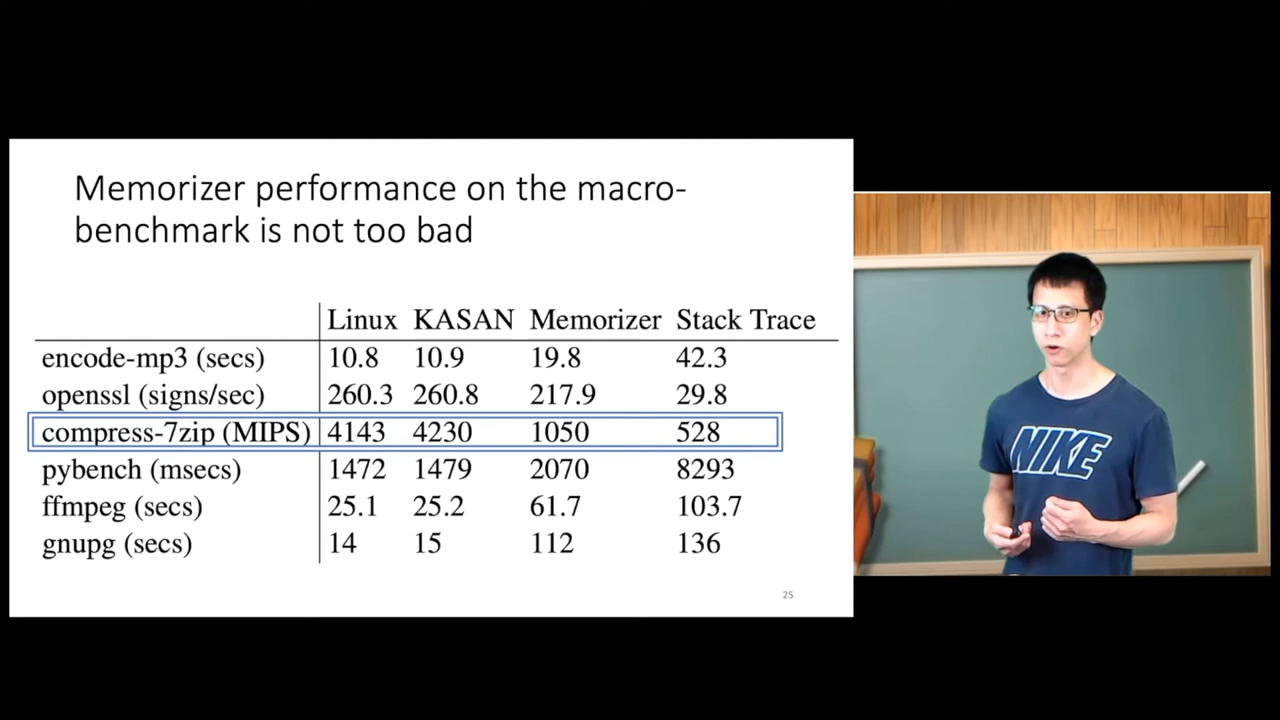 Memorizer performance on the macro-
benchmark is not too bad
Linux KASAN Memorizer Stack Trace
encode-mp3 (secs) 10.8 10.9 19.8 42.3
openssl (signs/sec) 260.3 260.8 217.9 29.8
compress-7zip (MIPS) 4143 4230 1050 528
pybench (msecs) 1472 1479 2070 8293
ffmpeg (secs) 25.1 25.2 61.7 103.7
gnupg (secs) 14 15 112 136
25
NIKE